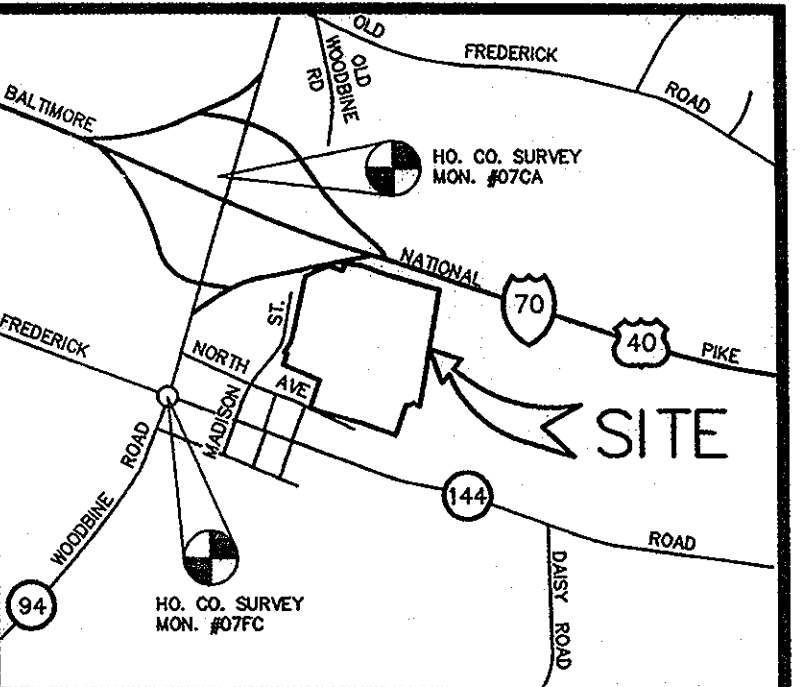 OLD
FREDERICK
ROAD
OLD
WOODBINE
RD
BALTIMORE
HO. CO. SURVEY
MON. #07CA
NATIONAL
70
40
PIKE
ST.
FREDERICK
NORTH
AVE
MADISON
SITE
ROAD
WOODBINE
144
ROAD
DAISY ROAD
94
HO. CO. SURVEY
MON. #07FC